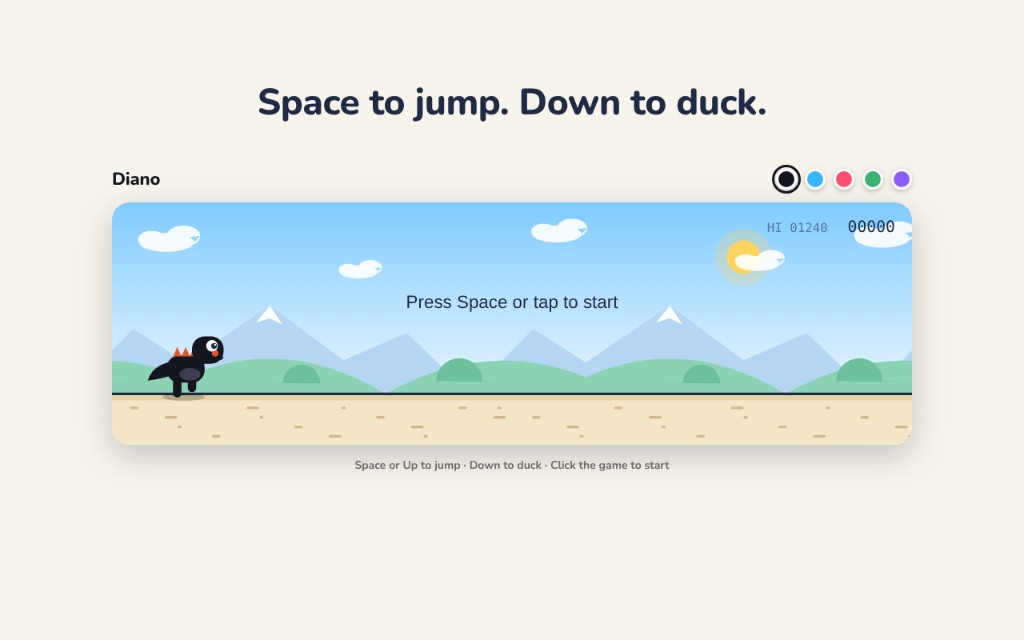 Space to jump. Down to duck.
Diano
HI 01240 00000
Press Space or tap to start
Space or Up to jump · Down to duck · Click the game to start